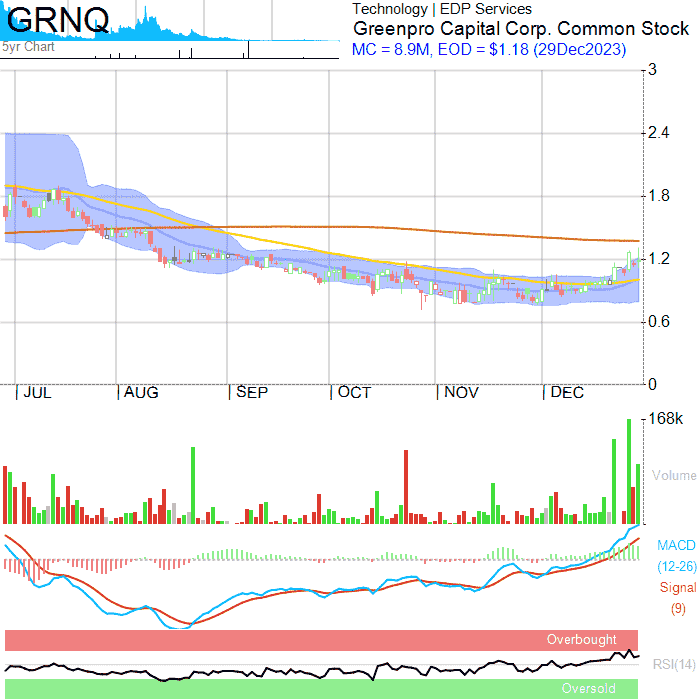 GRNQ
5yr Chart
Technology | EDP Services
Greenpro Capital Corp. Common Stock
MC = 8.9M, EOD = $1.18 (29Dec2023)
3
2.4
1.8
1.2
0.6
0
JUL
AUG
SEP
OCT
NOV
DEC
168k
Volume
MACD
(12-26)
Signal
(9)
Overbought
RSI(14)
Oversold